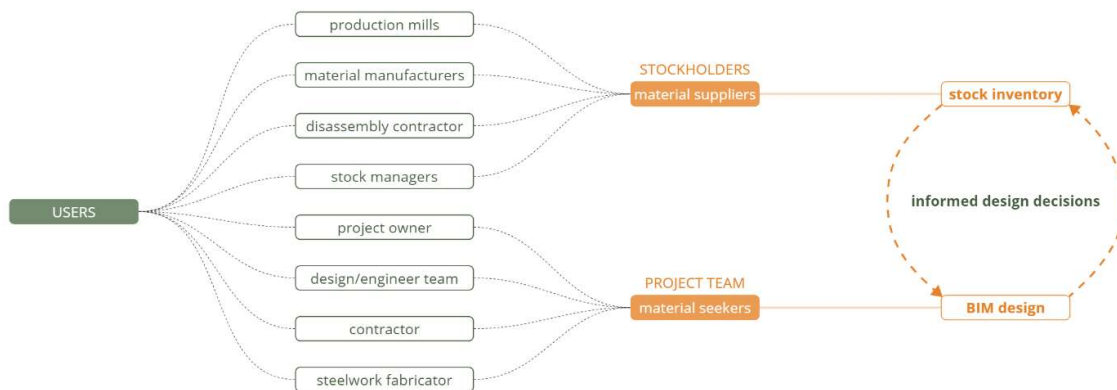 production mills
material manufacturers
disassembly contractor
stock managers
USERS
project owner
design/engineer team
contractor
steelwork fabricator
STOCKHOLDERS
material suppliers
PROJECT TEAM
material seekers
stock inventory
informed design decisions
BIM design